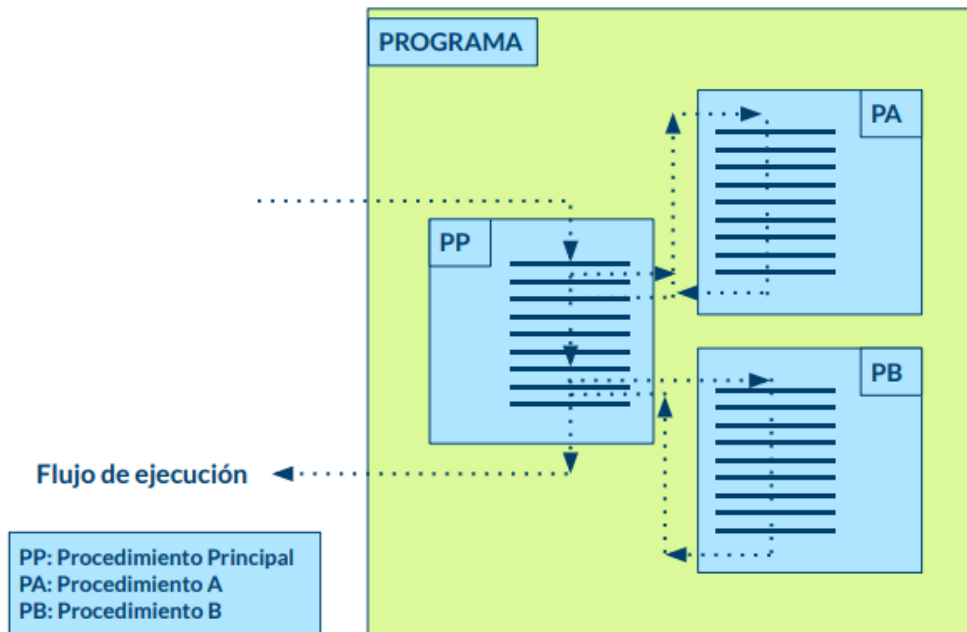 PROGRAMA
PA
PP
PB
Flujo de ejecución
PP: Procedimiento Principal
PA: Procedimiento A
PB: Procedimiento B